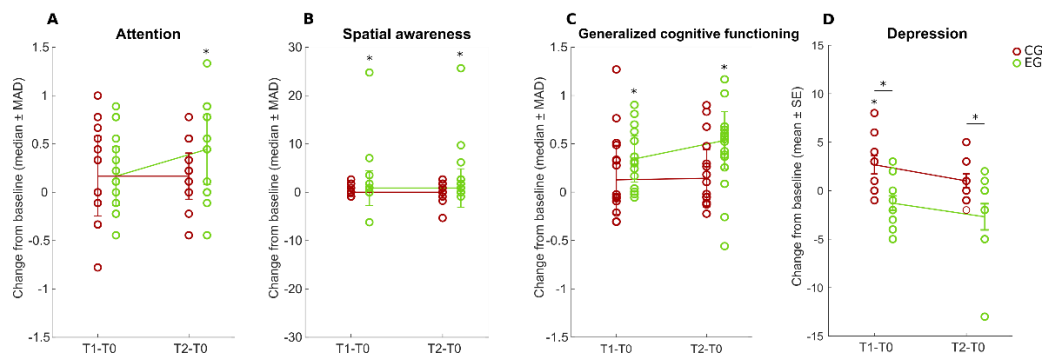 A
Attention
Change from baseline (median ± MAD)
1.5
1
0.5
0
0.5
1
-1.5
*
T1-T0
T2-T0
B
Spatial awareness
Change from baseline (median ± MAD)
30
20
10
0
-10
-20
-30
*
*
T1-T0
T2-T0
C
Generalized cognitive functioning
Change from baseline (median ± MAD)
1.5
1
0.5
0
0.5
1
-1.5
*
*
T1-T0
T2-T0
D
Depression
Change from baseline (mean ± SE)
15
10
5
0
-5
-10
-15
*
*
*
T1-T0
T2-T0
CG
EG